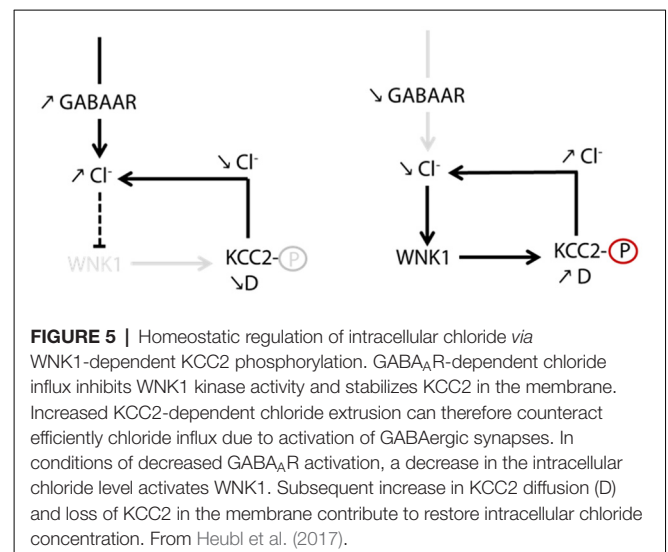 ↗ GABAAR
↗ Cl-
↘ Cl-
WNK1
KCC2-P
↘D
↘ GABAAR
↘ Cl-
↗ Cl-
WNK1
KCC2-P
↗ D
FIGURE 5 | Homeostatic regulation of intracellular chloride via
WNK1-dependent KCC2 phosphorylation. GABAAR-dependent chloride
influx inhibits WNK1 kinase activity and stabilizes KCC2 in the membrane.
Increased KCC2-dependent chloride extrusion can therefore counteract
efficiently chloride influx due to activation of GABAergic synapses. In
conditions of decreased GABAAR activation, a decrease in the intracellular
chloride level activates WNK1. Subsequent increase in KCC2 diffusion (D)
and loss of KCC2 in the membrane contribute to restore intracellular chloride
concentration. From Heubl et al. (2017).